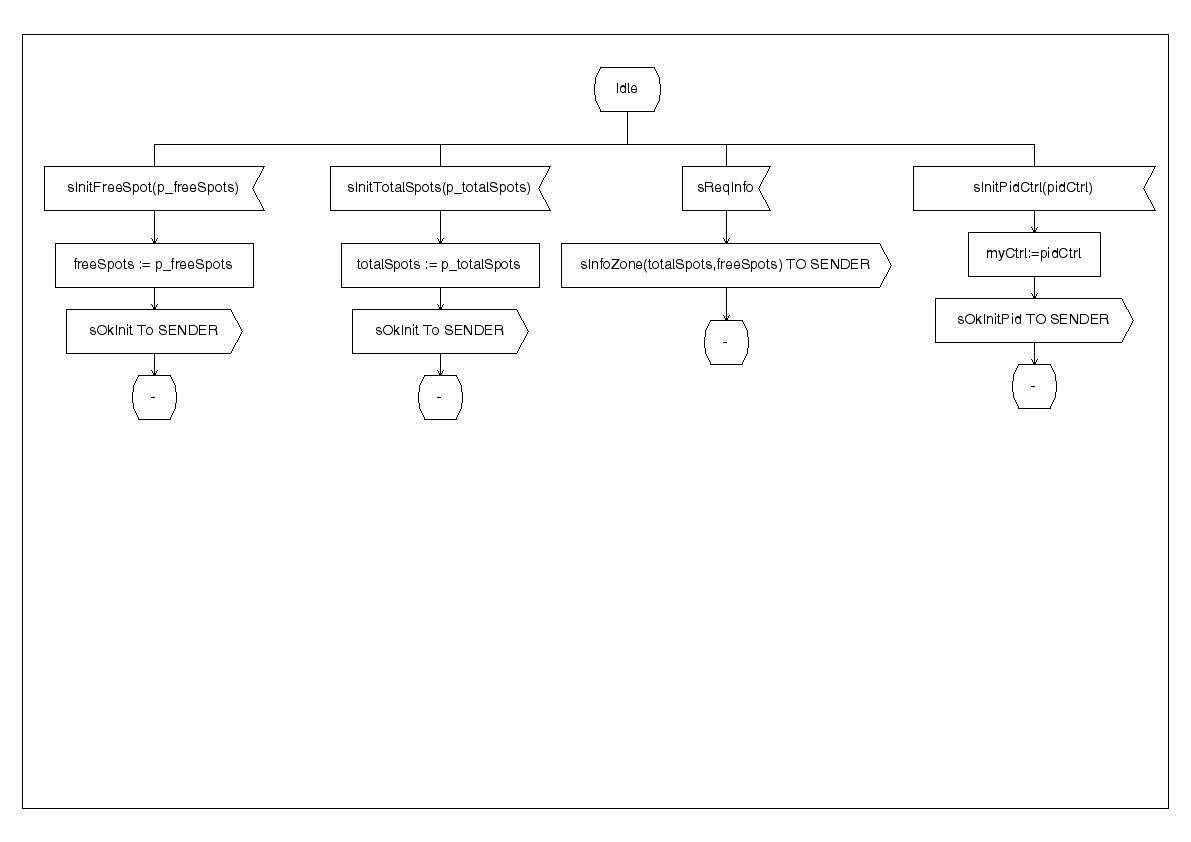 Idle
sInitFreeSpot(p_freeSpots)
sInitTotalSpots(p_totalSpots)
sReqInfo
sInitPidCtrl(pidCtrl)
freeSpots := p_freeSpots
totalSpots := p_totalSpots
sInfoZone(totalSpots,freeSpots) TO SENDER
myCtrl:=pidCtrl
sOkInit To SENDER
sOkInit To SENDER
-
sOkInitPid TO SENDER
-
-
-